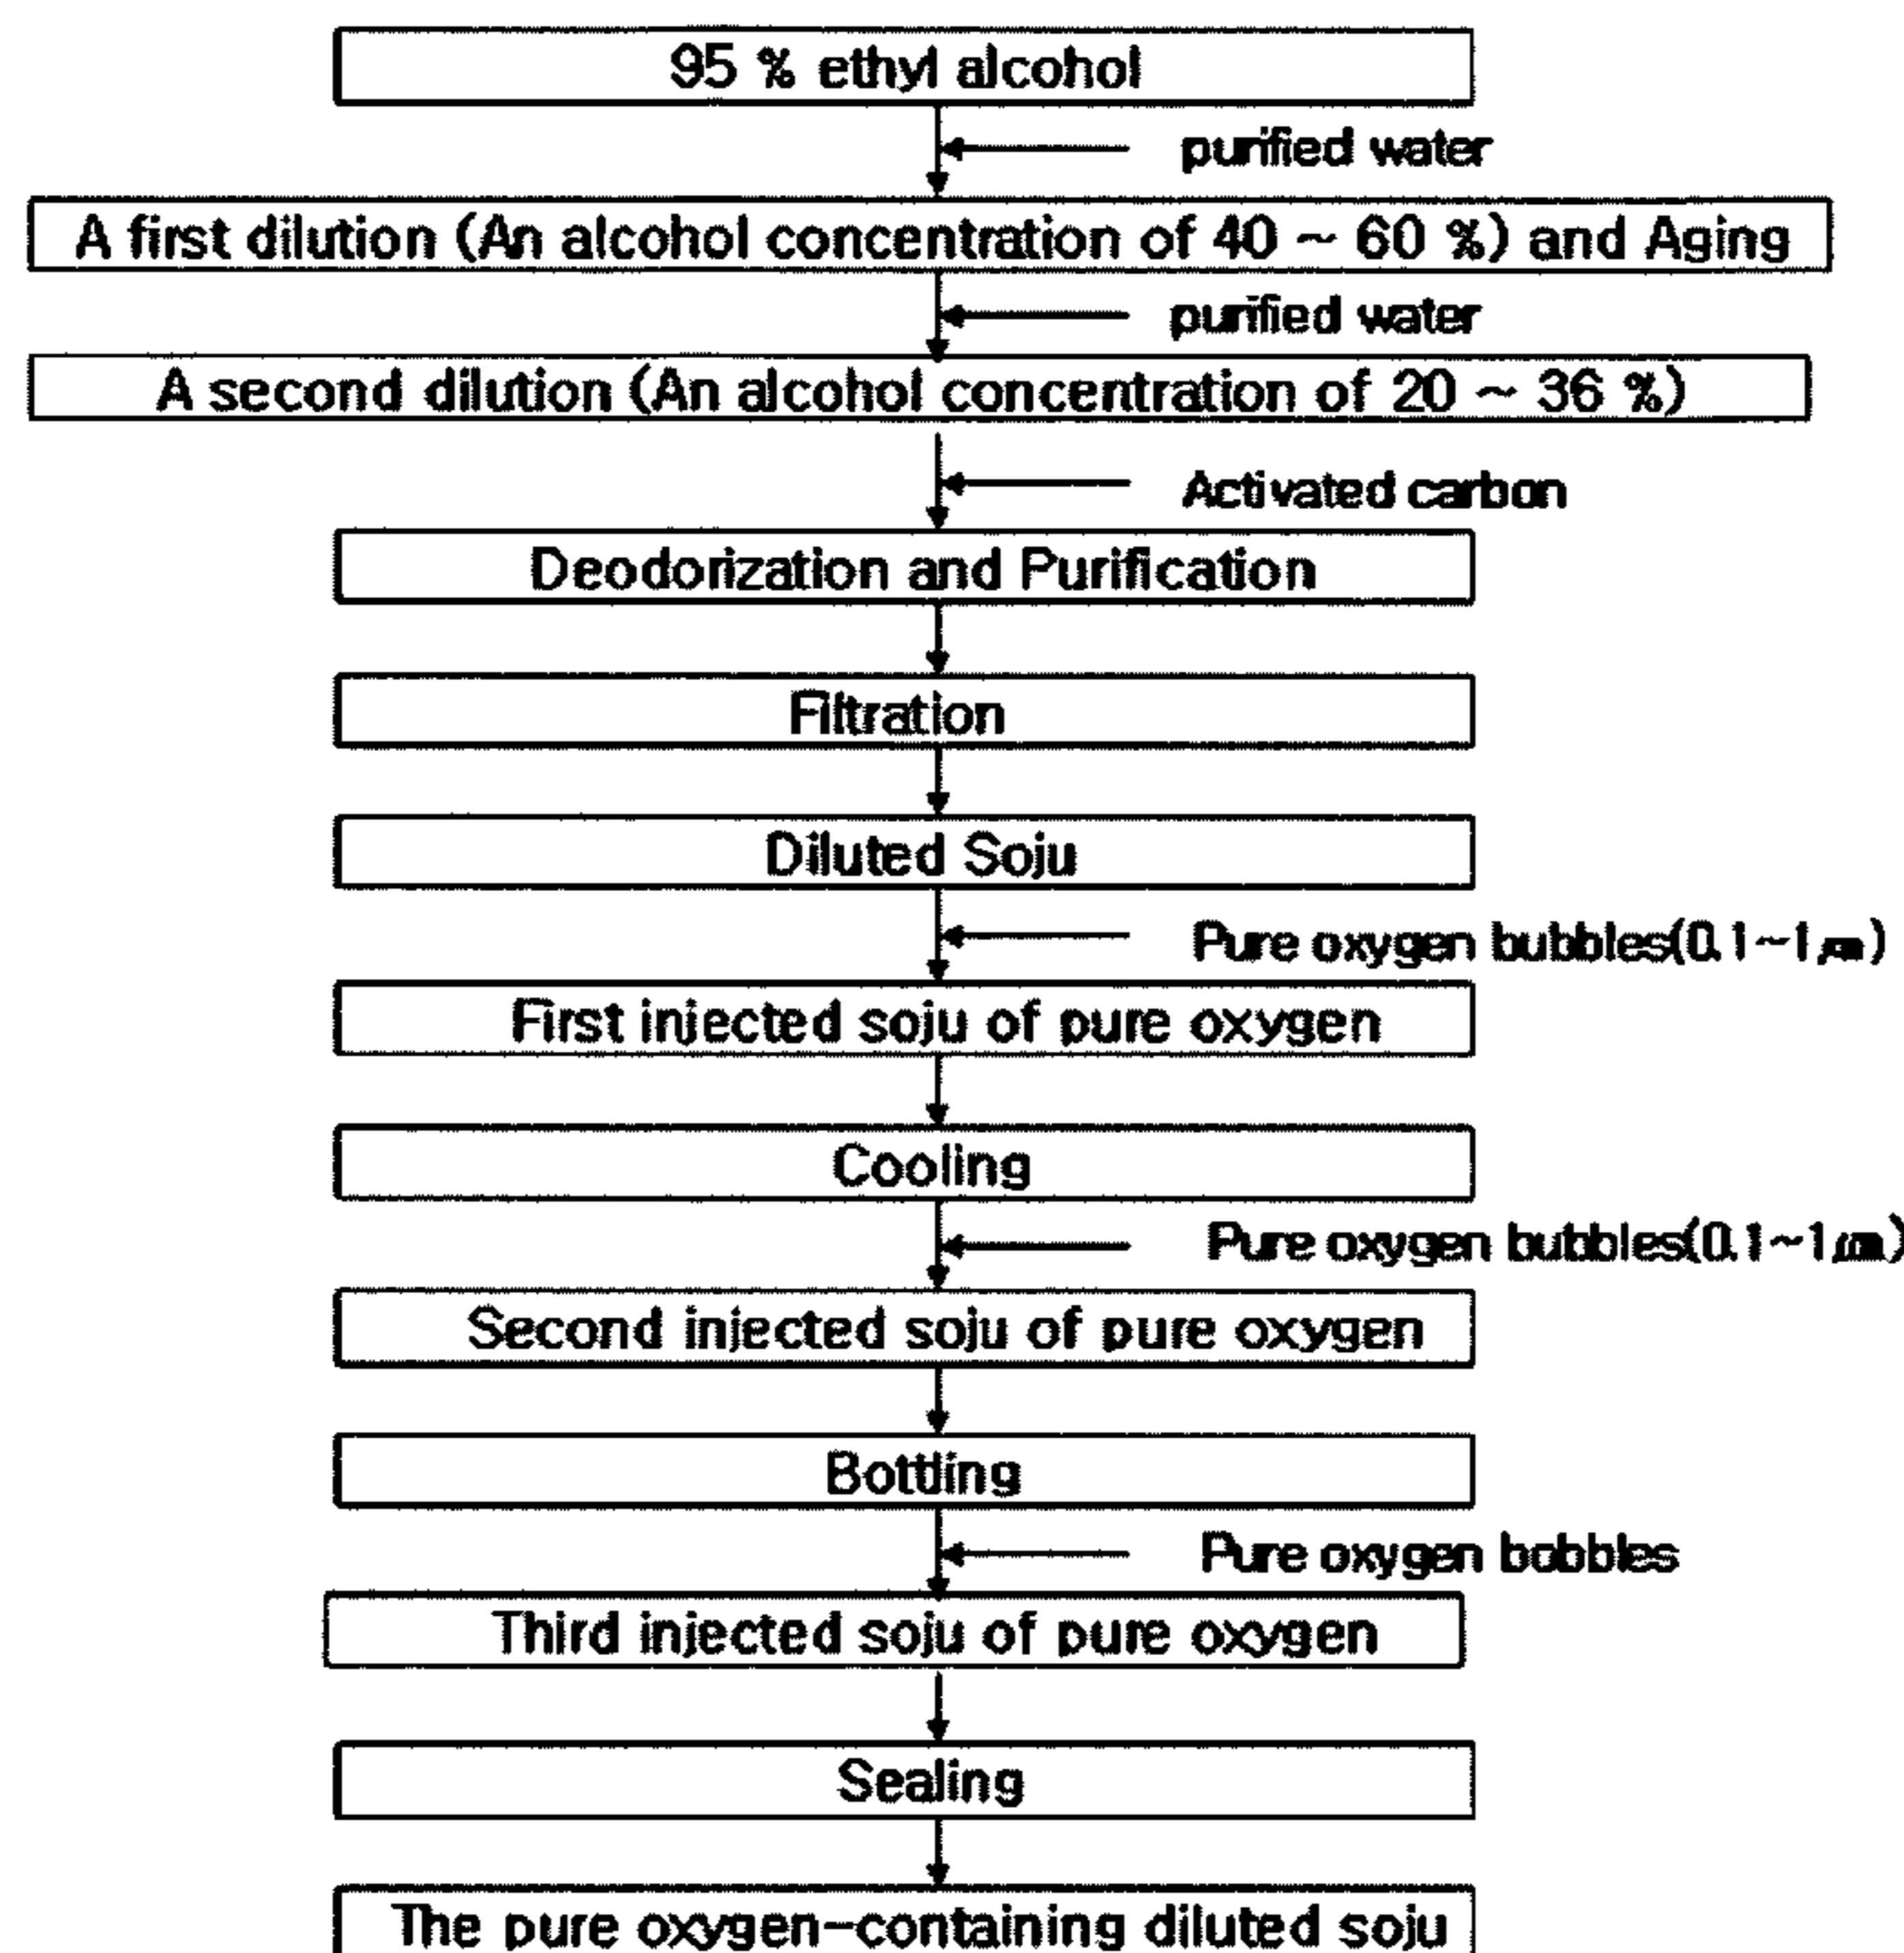 95 % ethyl alcohol
purified water
A first dilution (An alcohol concentration of 40 ~ 60 %) and Aging
purified water
A second dilution (An alcohol concentration of 20 ~ 36 %)
Activated carbon
Deodorization and Purification
Filtration
Diluted Soju
Pure oxygen bubbles(0.1~1㎛)
First injected soju of pure oxygen
Cooling
Pure oxygen bubbles(0.1~1㎛)
Second injected soju of pure oxygen
Bottling
Pure oxygen bobbles
Third injected soju of pure oxygen
Sealing
The pure oxygen-containing diluted soju